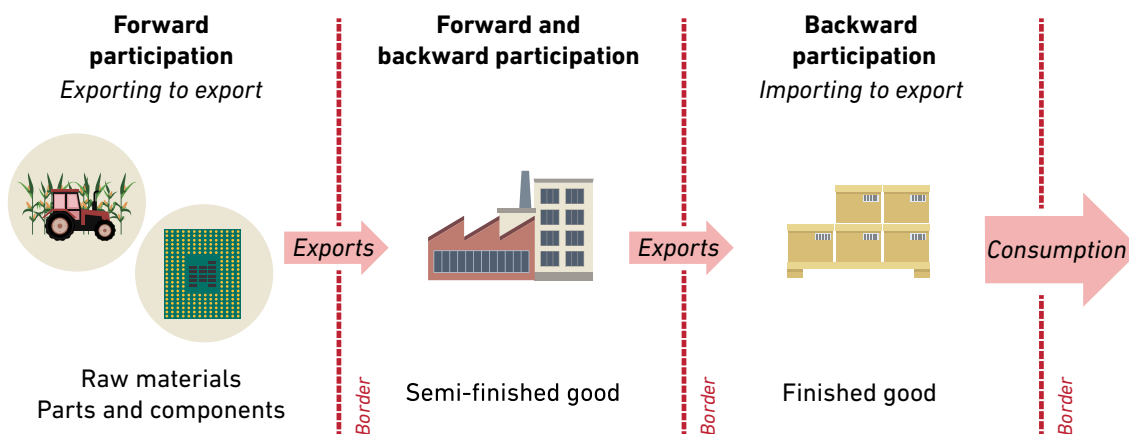 Forward
participation
Exporting to export
Forward and
backward participation
Backward
participation
Importing to export
Exports
Exports
Consumption
Raw materials
Parts and components
Border
Semi-finished good
Border
Finished good
Border